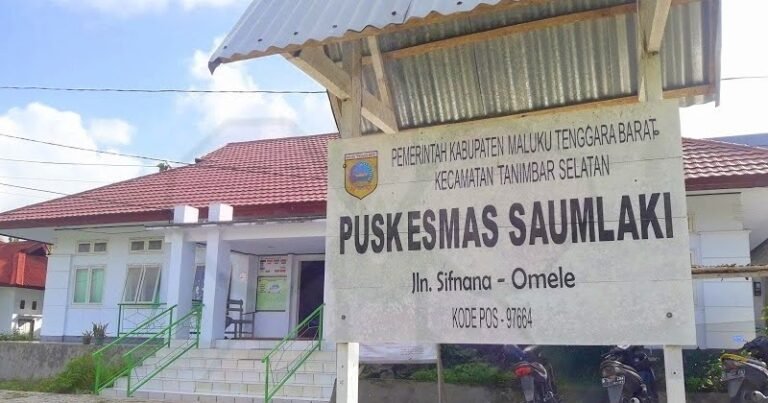 PEMERINTAH KABUPATEN MALUKU TENGGARA BARAT
KECAMATAN TANIMBAR SELATAN
PUSKESMAS SAUMLAKI
Jln. Sifnana - Omele
KODE POS - 97664